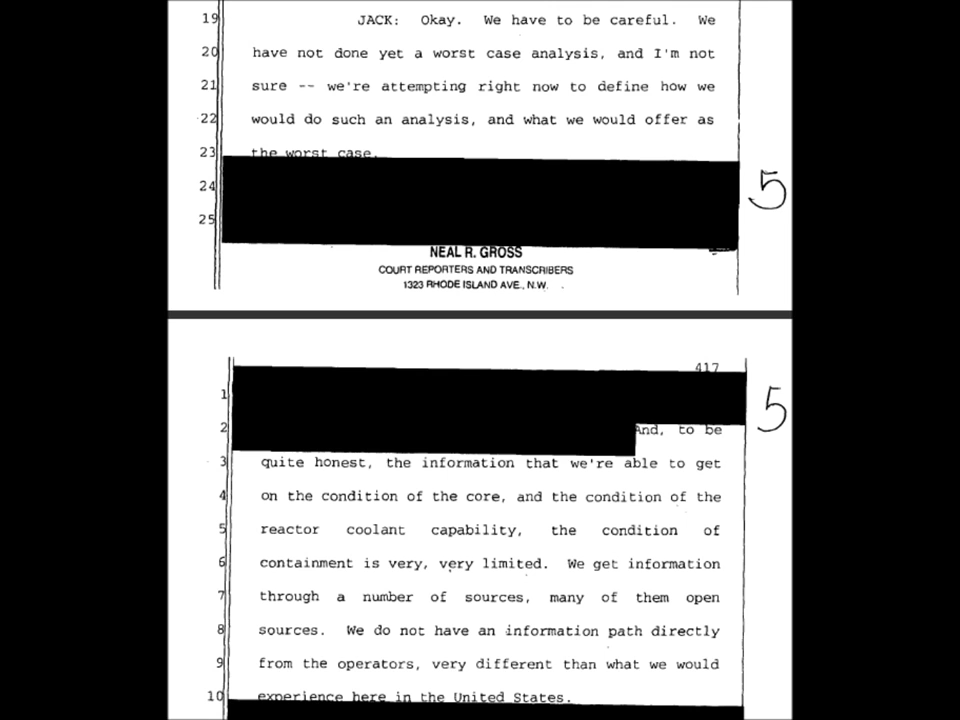 19 JACK: Okay. We have to be careful. We
20 have not done yet a worst case analysis, and I'm not
21 sure -- we're attempting right now to define how we
22 would do such an analysis, and what we would offer as
23 the worst case.
24
25
5
NEAL R. GROSS
COURT REPORTERS AND TRANSCRIBERS
1323 RHODE ISLAND AVE., N.W.
417
1
5
2 And, to be
3 quite honest, the information that we're able to get
4 on the condition of the core, and the condition of the
5 reactor coolant capability, the condition of
6 containment is very, very limited. We get information
7 through a number of sources, many of them open
8 sources. We do not have an information path directly
9 from the operators, very different than what we would
10 experience here in the United States.